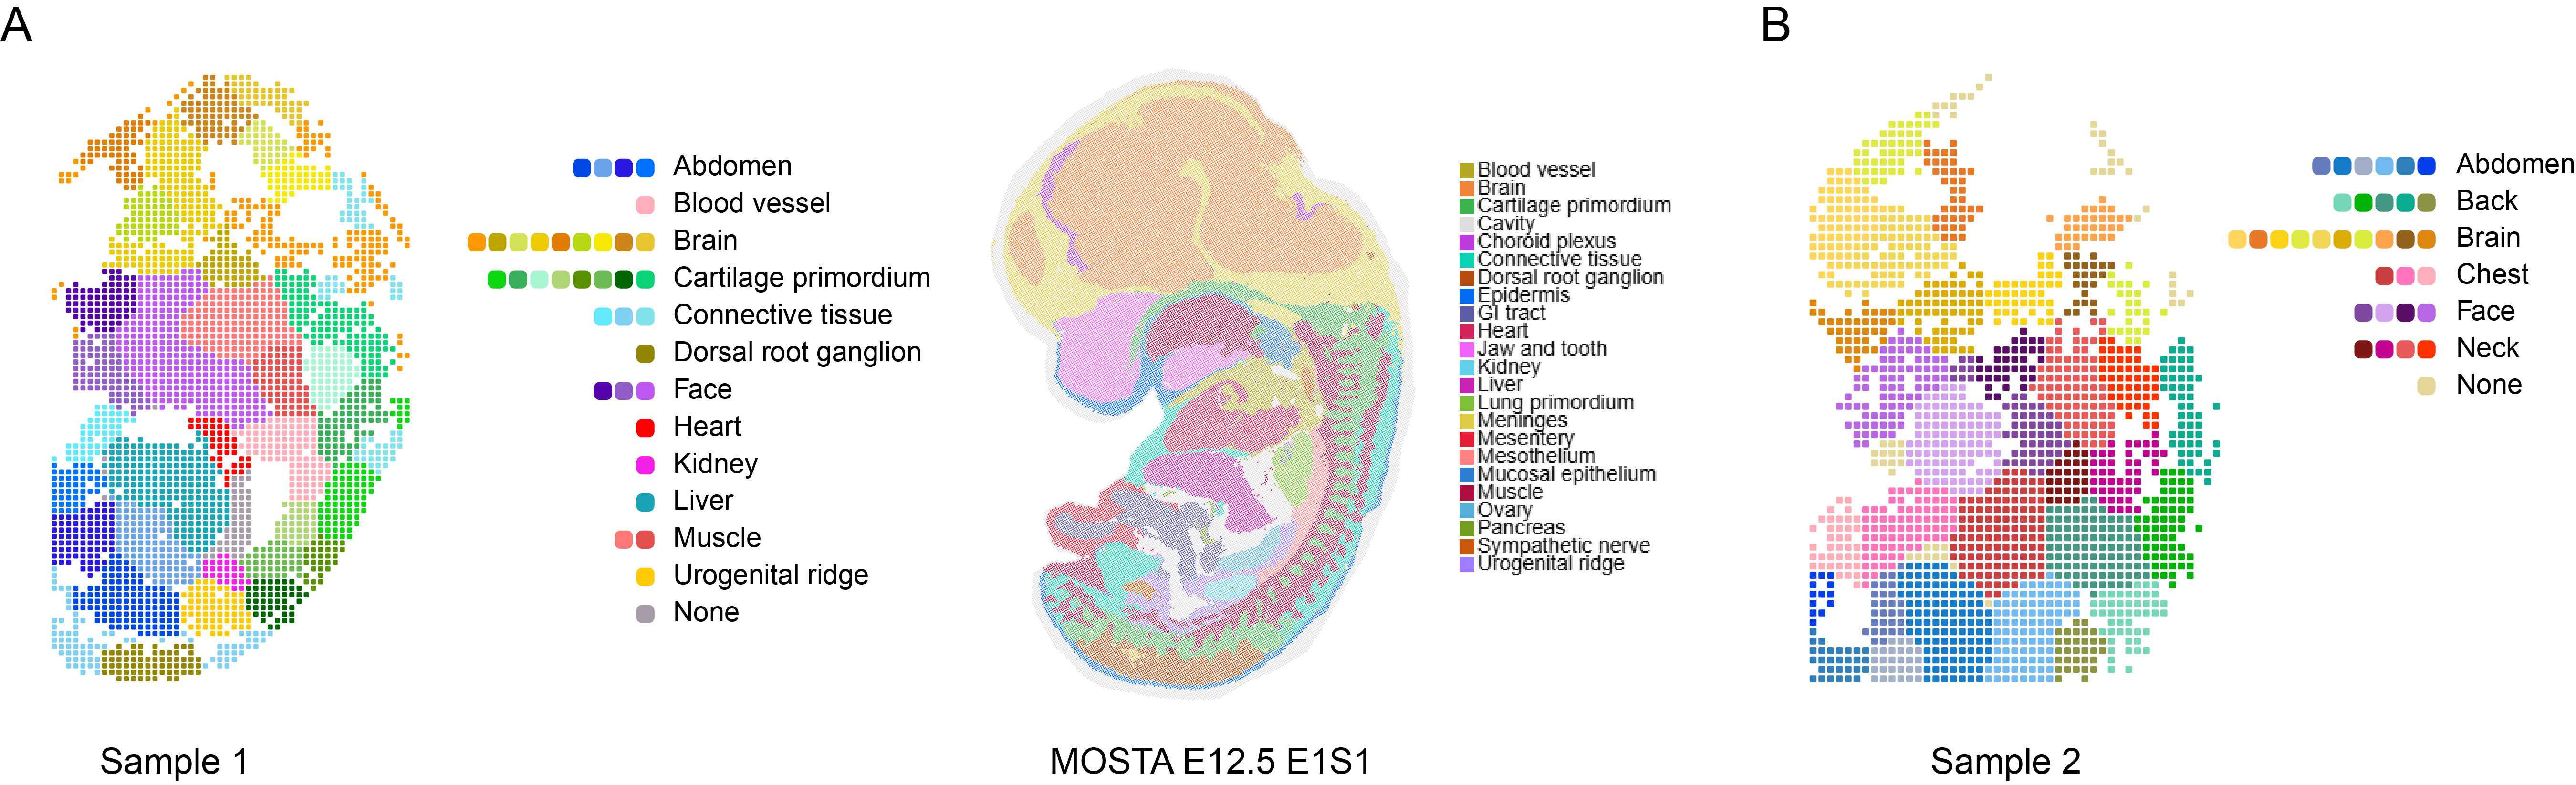 A
B
Abdomen
Blood vessel
Brain
Cartilage primordium
Connective tissue
Dorsal root ganglion
Face
Heart
Kidney
Liver
Muscle
Urogenital ridge
None
Blood vessel
Brain
Cartilage primordium
Cavity
Choroid plexus
Connective tissue
Dorsal root ganglion
Epidermis
GI tract
Heart
Jaw and tooth
Kidney
Liver
Lung primordium
Meninges
Mesentery
Mesothelium
Mucosal epithelium
Muscle
Ovary
Pancreas
Sympathetic nerve
Urogenital ridge
Abdomen
Back
Brain
Chest
Face
Neck
None
Sample 1
MOSTA E12.5 E1S1
Sample 2